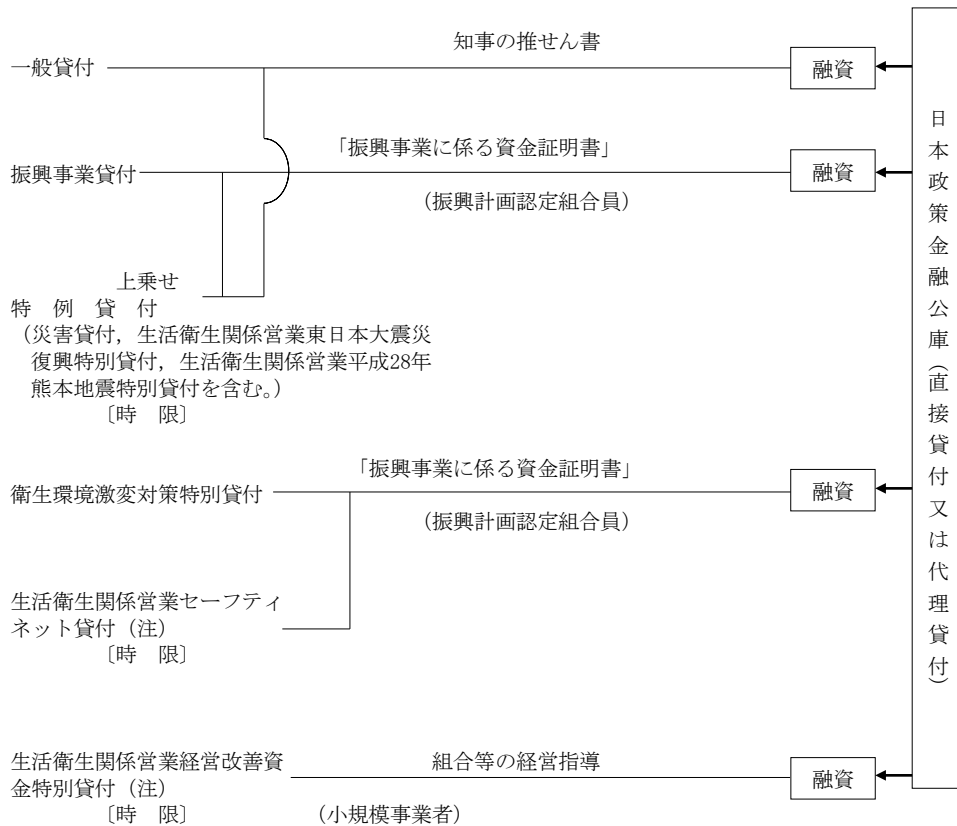 知事の推せん書
一般貸付
融資
「振興事業に係る資金証明書」
振興事業貸付
融資
（振興計画認定組合員）
上乗せ
特　例　貸　付
（災害貸付，生活衛生関係営業東日本大震災
復興特別貸付，生活衛生関係営業平成28年
熊本地震特別貸付を含む。）
〔時　限〕
「振興事業に係る資金証明書」
衛生環境激変対策特別貸付
融資
（振興計画認定組合員）
生活衛生関係営業セーフティ
ネット貸付（注）
〔時　限〕
生活衛生関係営業経営改善資
金特別貸付（注）
〔時　限〕
組合等の経営指導
融資
（小規模事業者）
日本政策金融公庫（直接貸付又は代理貸付）